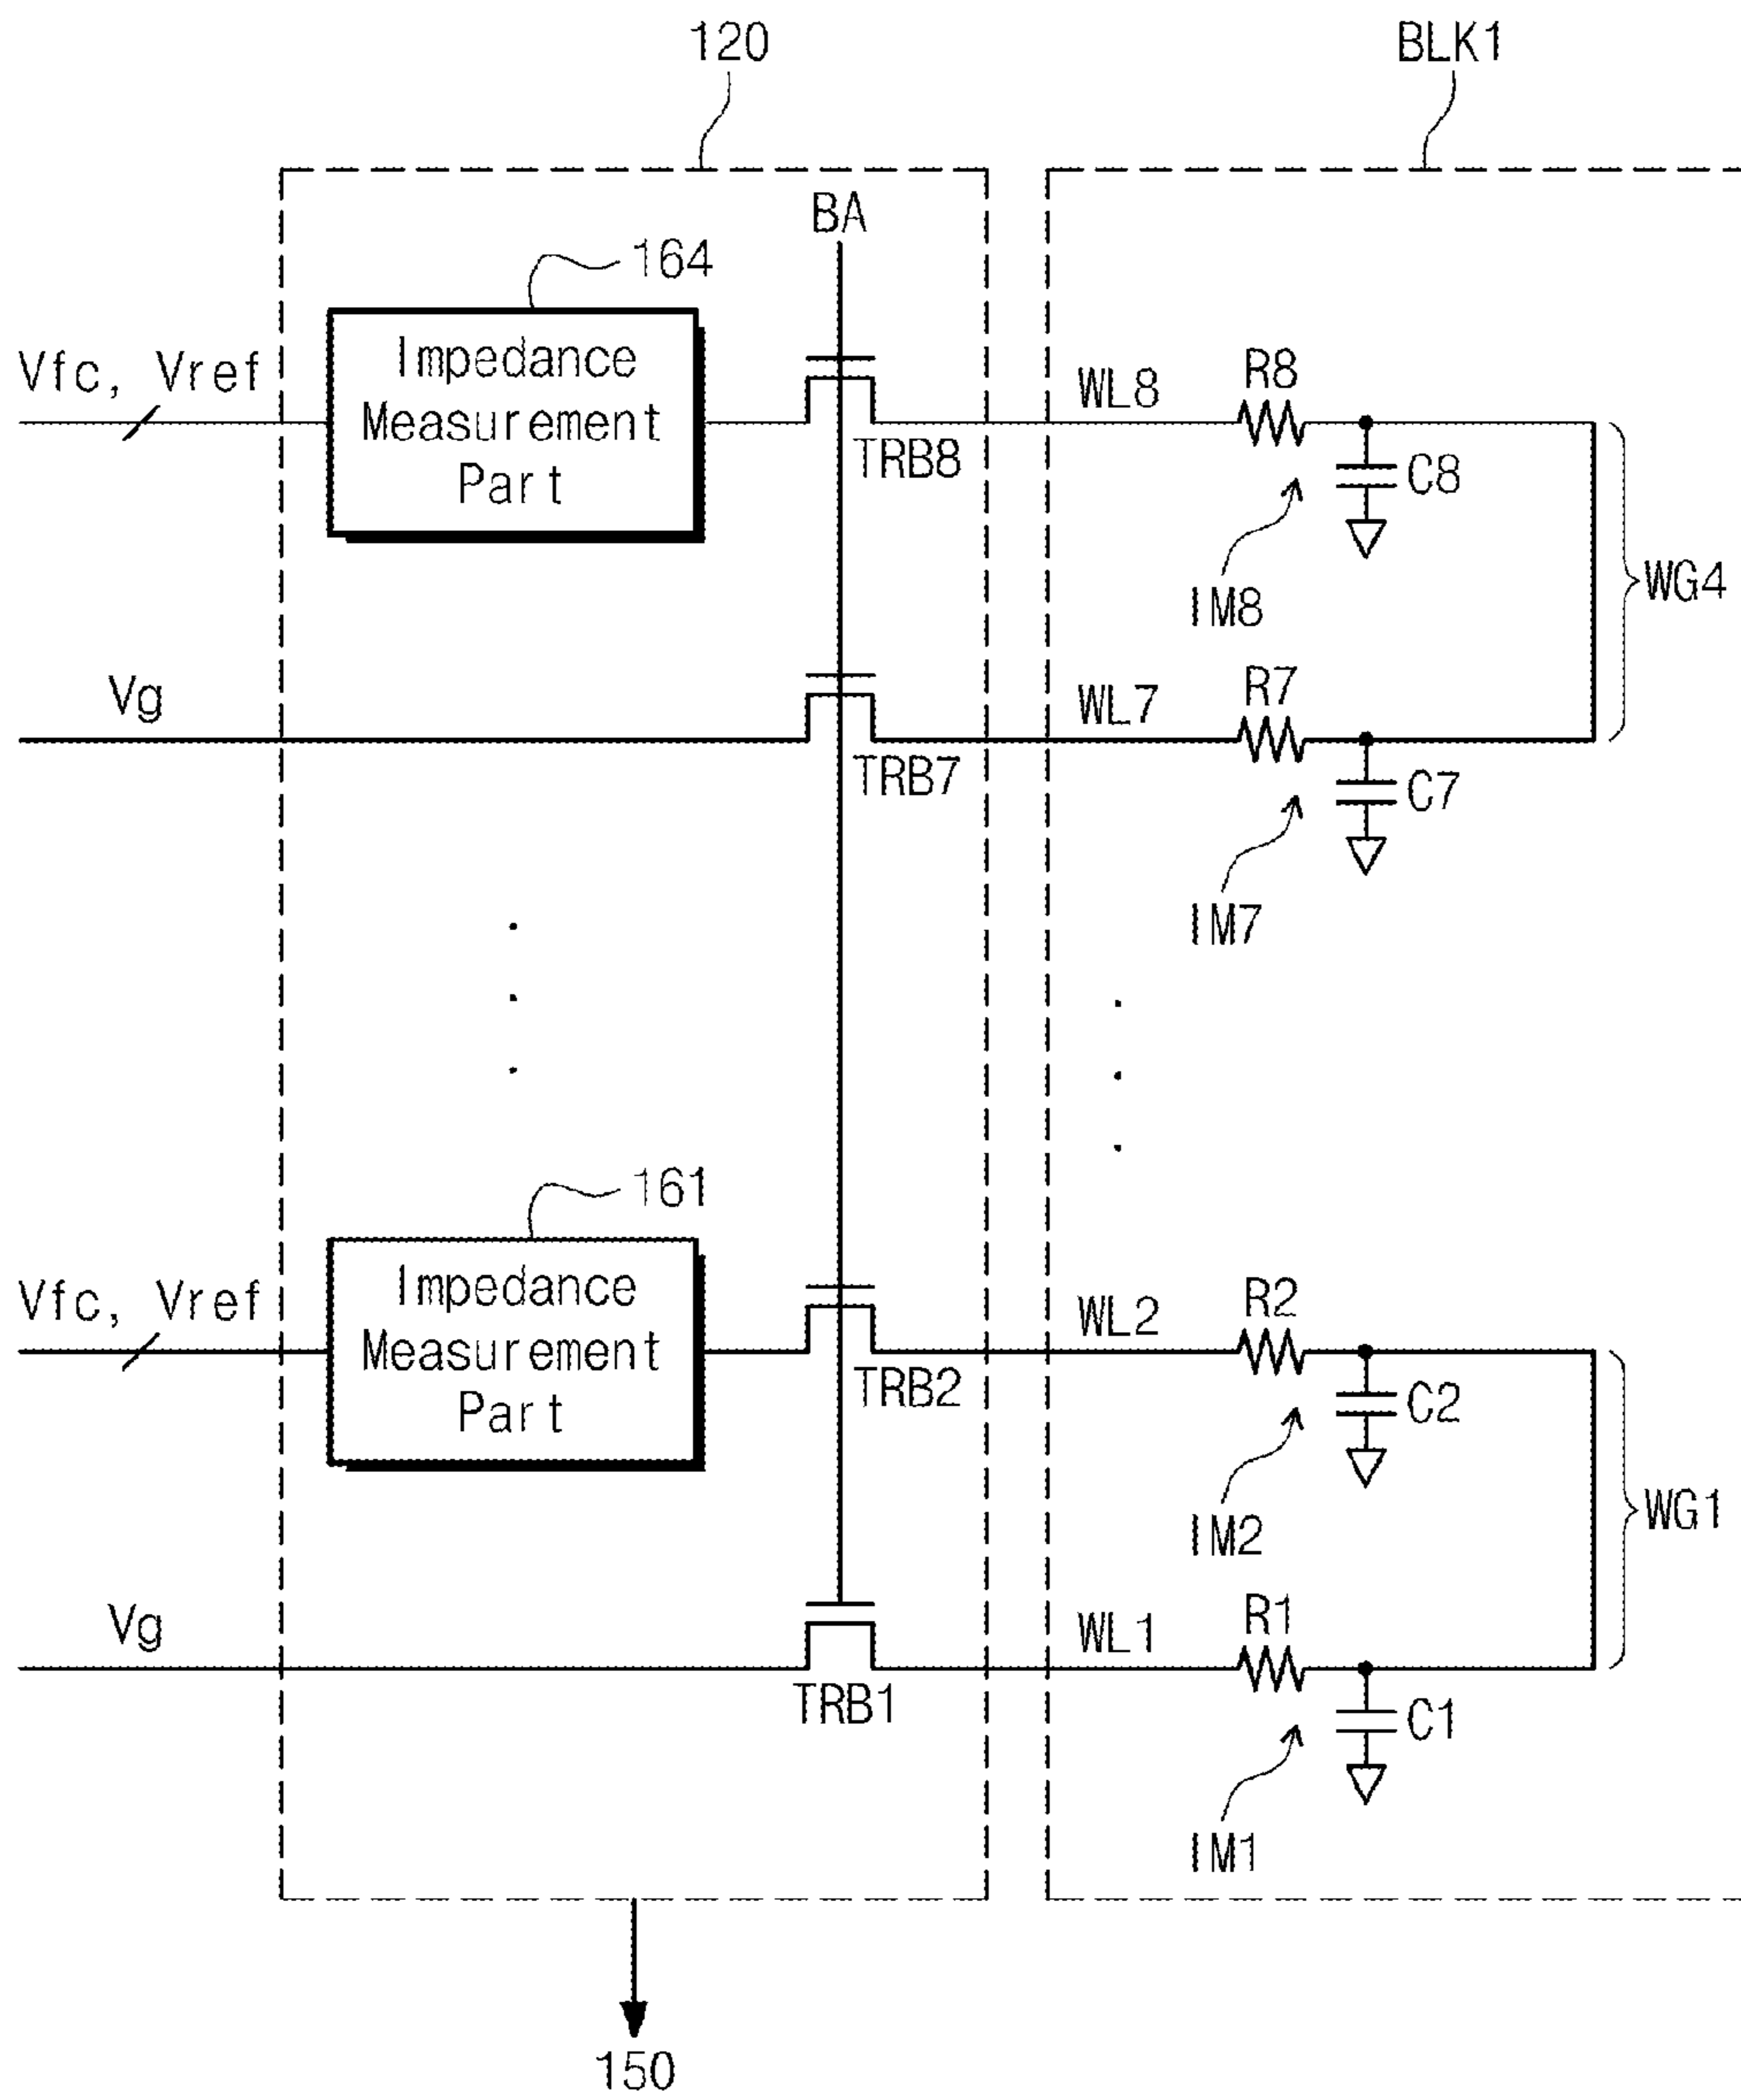 120
BLK1
BA
164
Impedance
Measurement
Part
Vfc, Vref
WL8
R8
TRB8
C8
IM8
WG4
Vg
WL7
R7
TRB7
C7
IM7
161
Impedance
Measurement
Part
Vfc, Vref
WL2
R2
TRB2
C2
IM2
WG1
Vg
WL1
R1
TRB1
C1
IM1
150